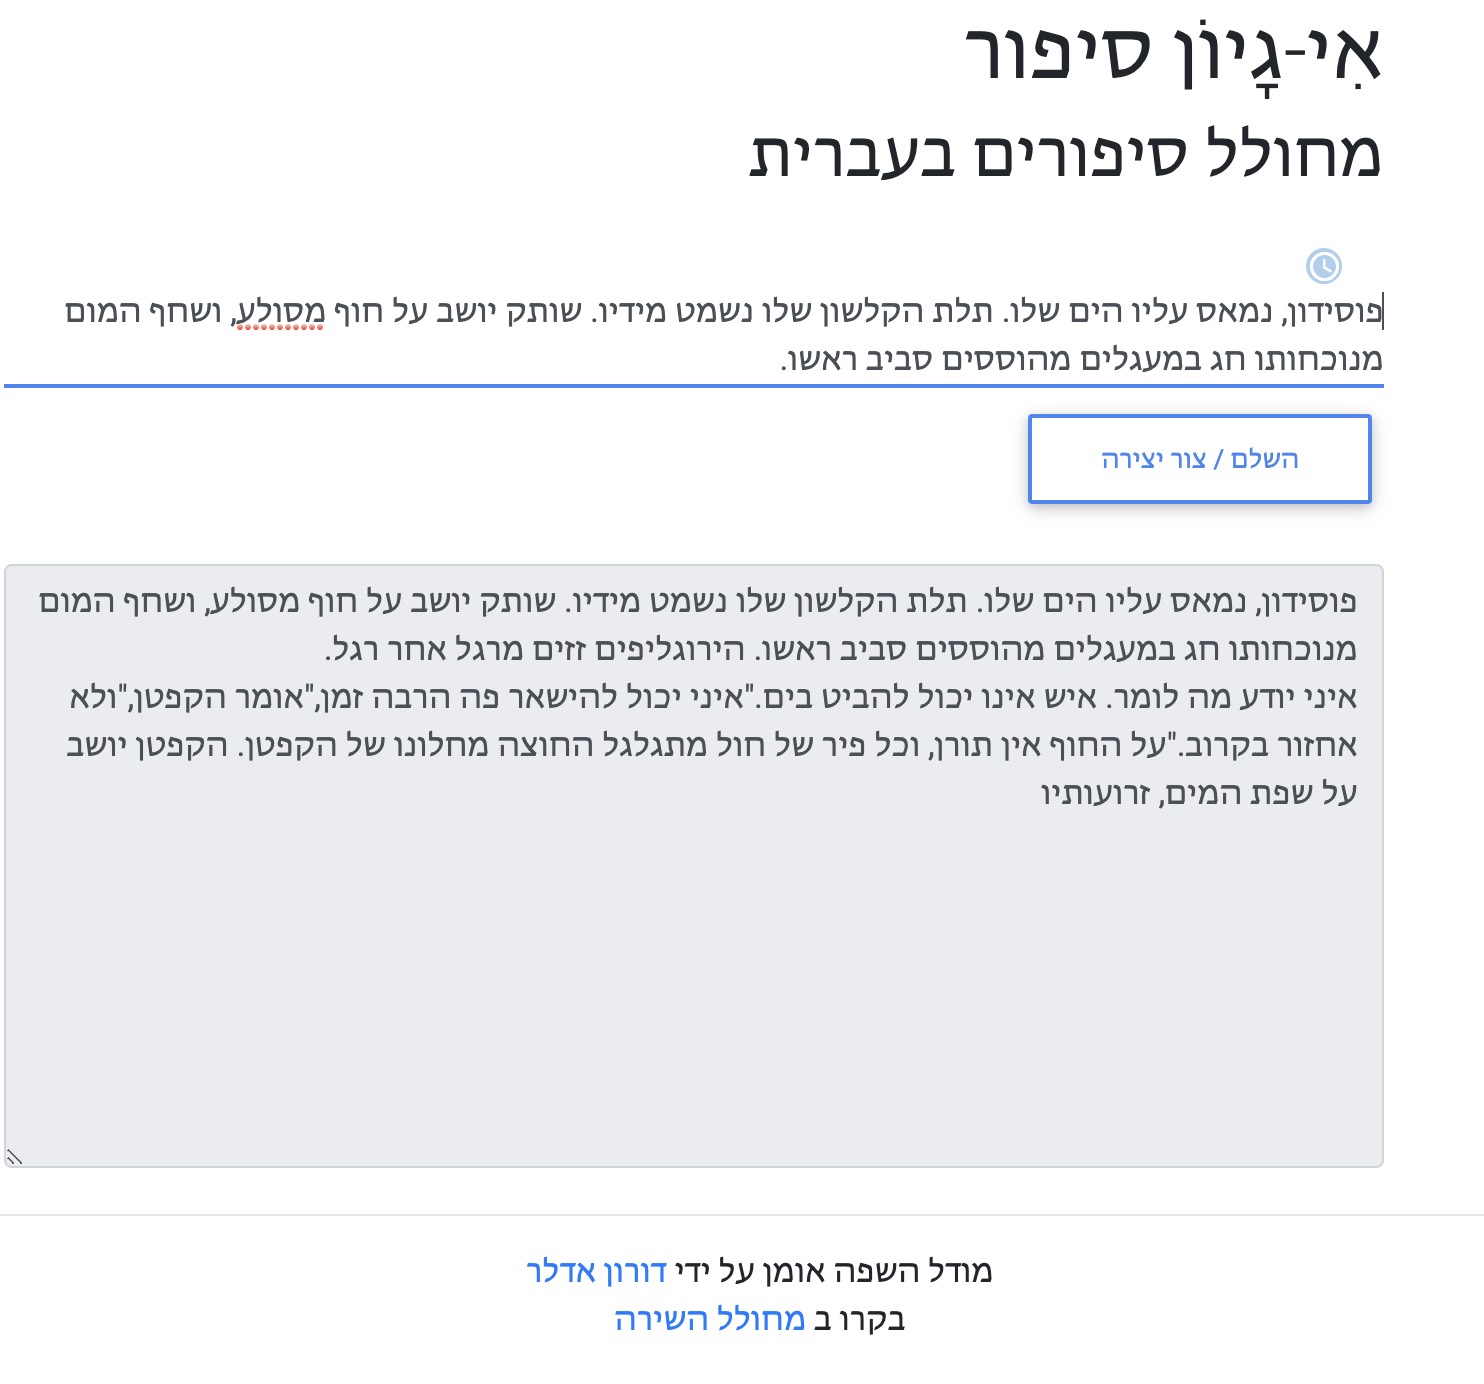 אִי-גָיוֹן סיפור
מחולל סיפורים בעברית
פוסידון, נמאס עליו הים שלו. תלת הקלשון שלו נשמט מידיו. שותק יושב על חוף מסולע, ושחף המום
מנוכחותו חג במעגלים מהוססים סביב ראשו.
השלם / צור יצירה
פוסידון, נמאס עליו הים שלו. תלת הקלשון שלו נשמט מידיו. שותק יושב על חוף מסולע, ושחף המום
מנוכחותו חג במעגלים מהוססים סביב ראשו. הירוגליפים זזים מרגל אחר רגל.
איני יודע מה לומר. איש אינו יכול להביט בים."איני יכול להישאר פה הרבה זמן,"אומר הקפטן,"ולא
אחזור בקרוב."על החוף אין תורן, וכל פיר של חול מתגלגל החוצה מחלונו של הקפטן. הקפטן יושב
על שפת המים, זרועותיו
מודל השפה אומן על ידי דורון אדלר
בקרו ב מחולל השירה